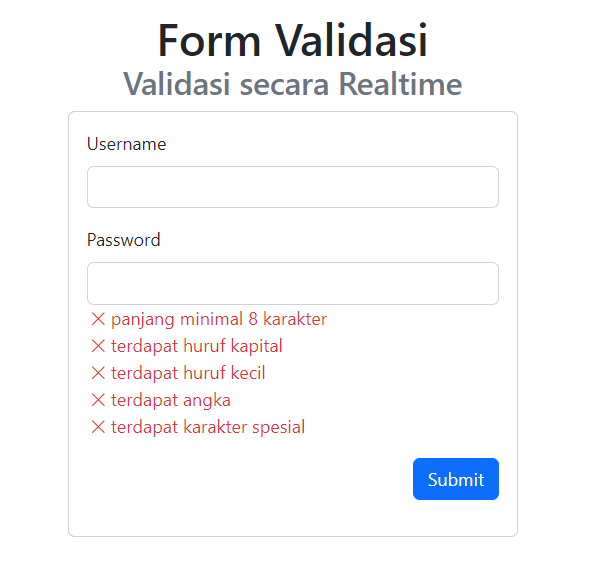 Form Validasi
Validasi secara Realtime
Username
Password
panjang minimal 8 karakter
terdapat huruf kapital
terdapat huruf kecil
terdapat angka
terdapat karakter spesial
Submit